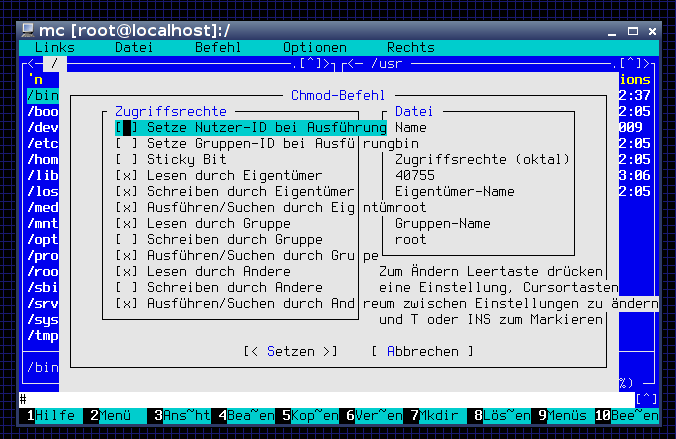 mc [root@localhost]:/
Links Datei Befehl Optionen Rechts
<— / .[^]> <— /usr .[^]>
'n ions
/bin 2:37
Chmod-Befehl
/boo Zugriffsrechte Datei 2:05
/dev [ ] Setze Nutzer-ID bei Ausführung Name 009
/etc [ ] Setze Gruppen-ID bei Ausführungbin 2:05
/hom [ ] Sticky Bit Zugriffsrechte (oktal) 2:05
/lib [x] Lesen durch Eigentümer 40755 3:06
/los [x] Schreiben durch Eigentümer Eigentümer-Name 2:05
/med [x] Ausführen/Suchen durch Eigentümroot
/mnt [x] Lesen durch Gruppe Gruppen-Name
/opt [ ] Schreiben durch Gruppe root
/pro [x] Ausführen/Suchen durch Gruppe
/roo [x] Lesen durch Andere Zum Ändern Leertaste drücken
/sbi [ ] Schreiben durch Andere eine Einstellung, Cursortasten
/srv [x] Ausführen/Suchen durch Andreum zwischen Einstellungen zu ändern
/sys und T oder INS zum Markieren
/tmp
[< Setzen >] [ Abbrechen ]
/bin %)
# [^]
1Hilfe 2Menü 3Ans~ht 4Bea~en 5Kop~en 6Ver~en 7Mkdir 8Lös~en 9Menüs 10Bee~en